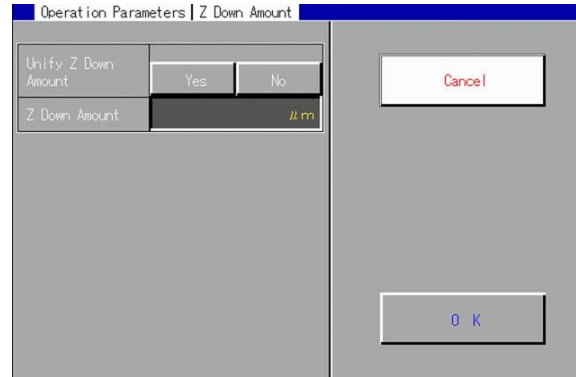 Operation Parameters | Z Down Amount
Unify Z Down
Amount
Yes
No
Z Down Amount
μm
Cancel
O K